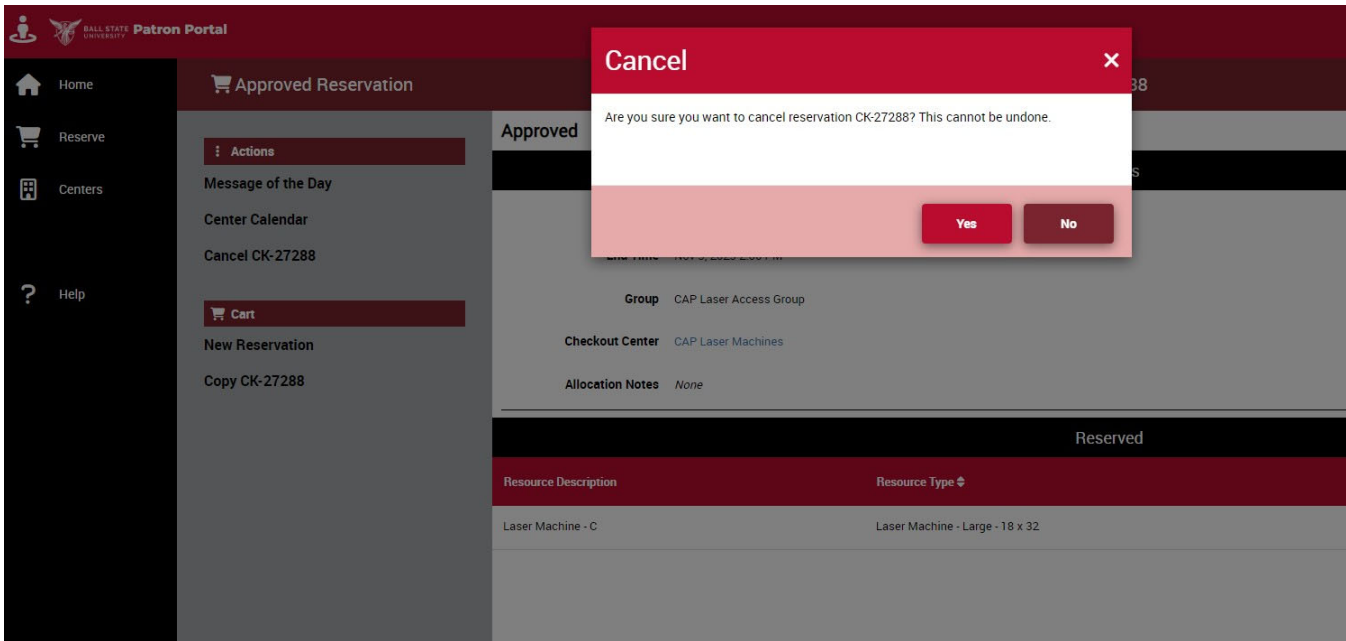 BALL STATE
UNIVERSITY
Patron Portal
Home
Reserve
Centers
Help
Approved Reservation
Actions
Message of the Day
Center Calendar
Cancel CK-27288
Cart
New Reservation
Copy CK-27288
Cancel
×
Are you sure you want to cancel reservation CK-27288? This cannot be undone.
Yes
No
Approved
Group CAP Laser Access Group
Checkout Center CAP Laser Machines
Allocation Notes None
Reserved
Resource Description Resource Type
Laser Machine - C Laser Machine - Large - 18 x 32